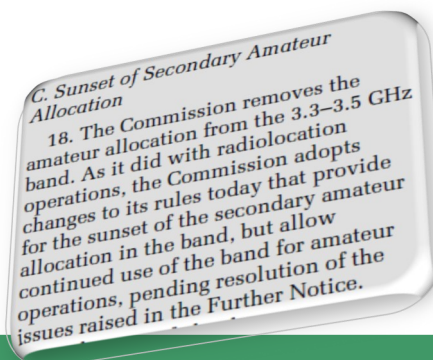 C. Sunset of Secondary Amateur
Allocation
18. The Commission removes the
amateur allocation from the 3.3–3.5 GHz
band. As it did with radiolocation
operations, the Commission adopts
changes to its rules today that provide
for the sunset of the secondary amateur
allocation in the band, but allow
continued use of the band for amateur
operations, pending resolution of the
issues raised in the Further Notice.